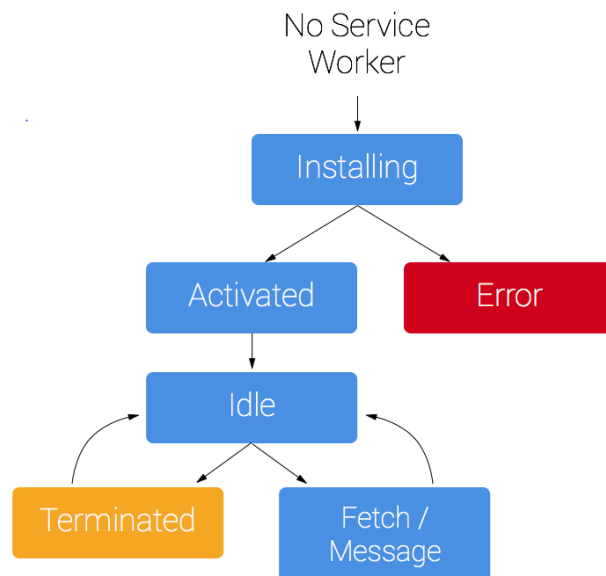 No Service
Worker
Installing
Activated
Error
Idle
Terminated
Fetch /
Message